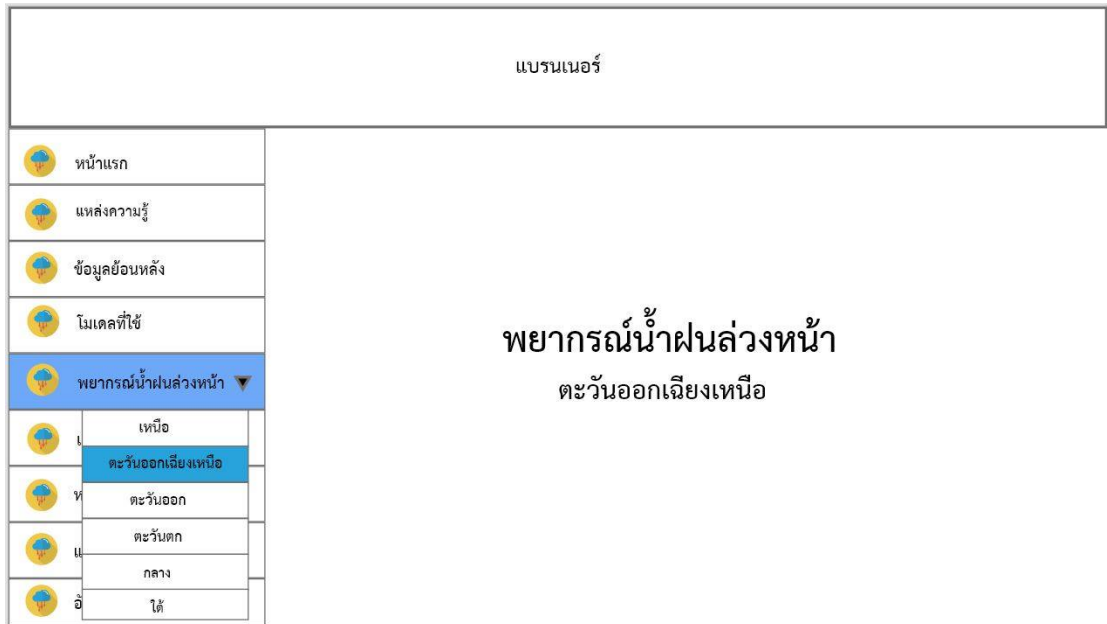 แบรนเนอร์
หน้าแรก
แหล่งความรู้
ข้อมูลย้อนหลัง
โมเดลที่ใช้
พยากรณ์น้ำฝนล่วงหน้า
เหนือ
ตะวันออกเฉียงเหนือ
ตะวันออก
ตะวันตก
กลาง
ใต้
พยากรณ์น้ำฝนล่วงหน้า
ตะวันออกเฉียงเหนือ